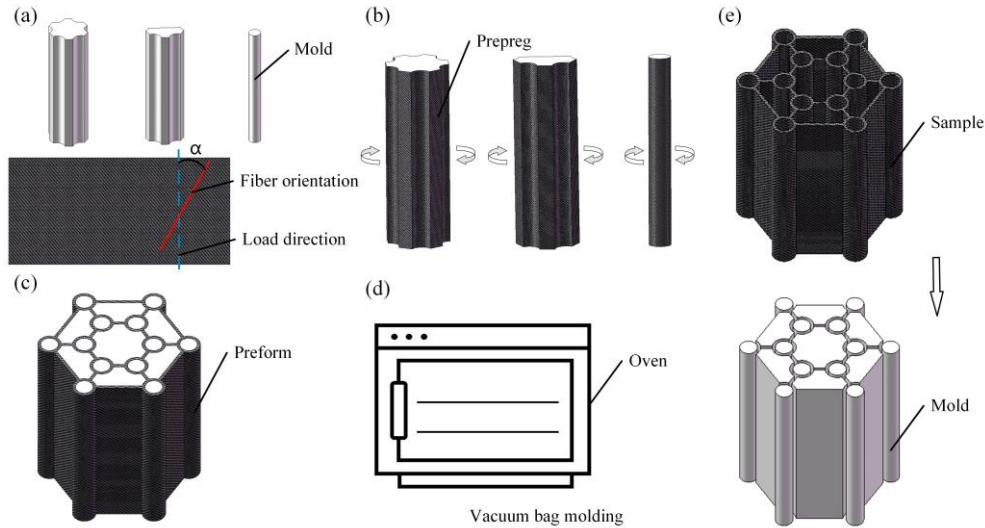 (a)
Mold
α
Fiber orientation
Load direction
(b)
Prepreg
(c)
Preform
(d)
Oven
Vacuum bag molding
(e)
Sample
Mold